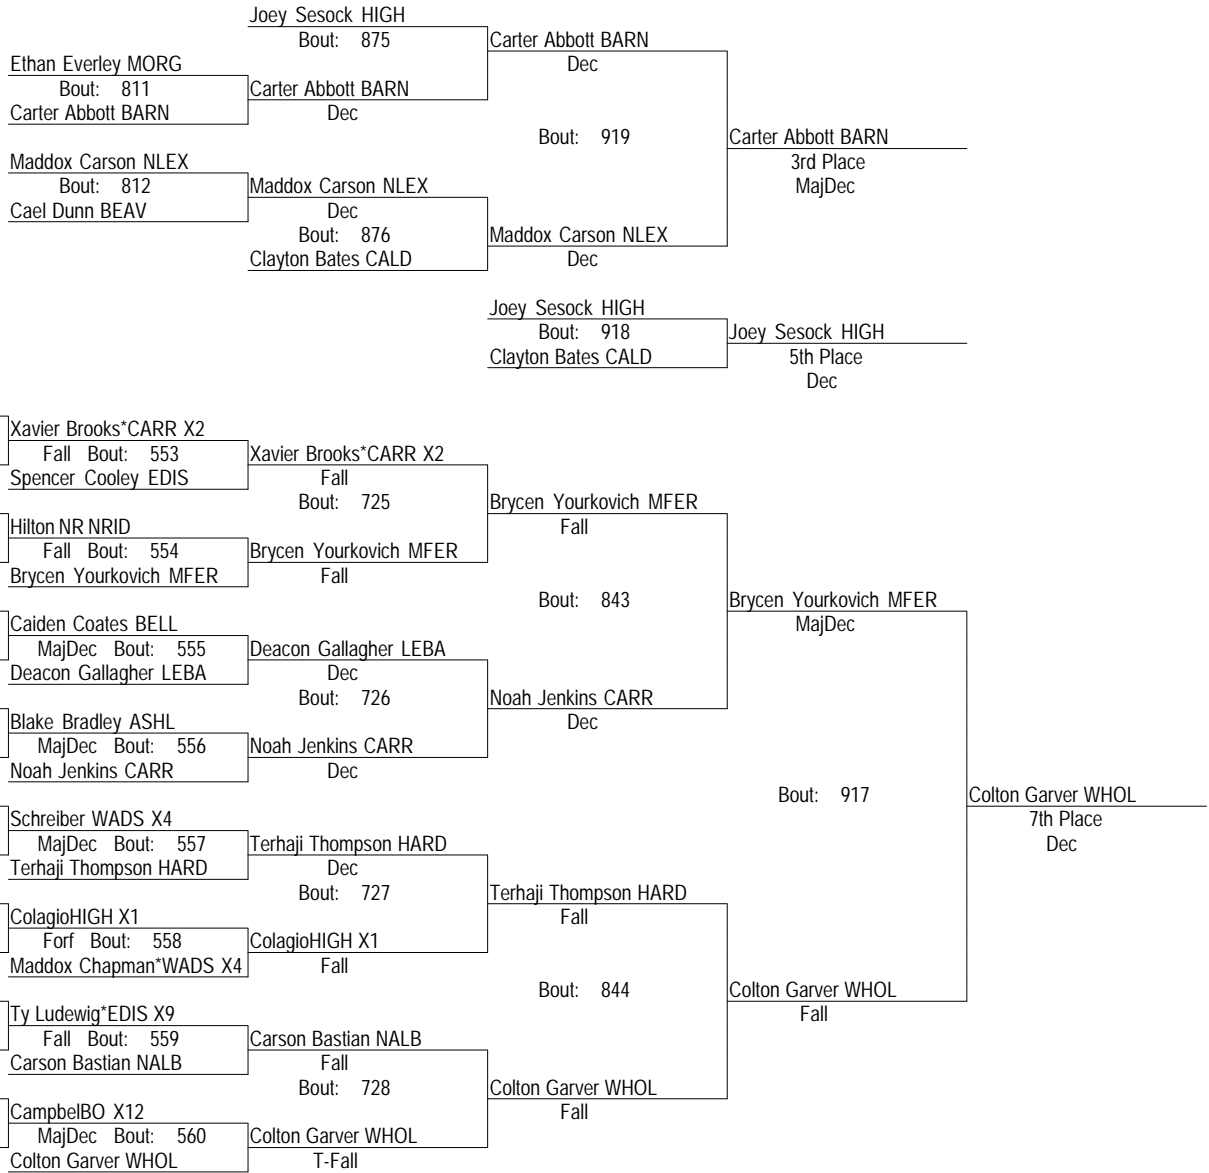 Joey Sesock HIGH
Bout: 875
Carter Abbott BARN
Dec
Ethan Everley MORG
Bout: 811
Carter Abbott BARN
Carter Abbott BARN
Dec
Bout: 919
Carter Abbott BARN
3rd Place
MajDec
Maddox Carson NLEX
Bout: 812
Cael Dunn BEAV
Maddox Carson NLEX
Dec
Bout: 876
Clayton Bates CALD
Maddox Carson NLEX
Dec
Joey Sesock HIGH
Bout: 918
Clayton Bates CALD
Joey Sesock HIGH
5th Place
Dec
Xavier Brooks*CARR X2
Fall Bout: 553
Spencer Cooley EDIS
Xavier Brooks*CARR X2
Fall
Bout: 725
Brycen Yourkovich MFER
Fall
Hilton NR NRID
Fall Bout: 554
Brycen Yourkovich MFER
Brycen Yourkovich MFER
Fall
Bout: 843
Brycen Yourkovich MFER
MajDec
Caiden Coates BELL
MajDec Bout: 555
Deacon Gallagher LEBA
Deacon Gallagher LEBA
Dec
Bout: 726
Noah Jenkins CARR
Dec
Blake Bradley ASHL
MajDec Bout: 556
Noah Jenkins CARR
Noah Jenkins CARR
Dec
Bout: 917
Colton Garver WHOL
7th Place
Dec
Schreiber WADS X4
MajDec Bout: 557
Terhaji Thompson HARD
Terhaji Thompson HARD
Dec
Bout: 727
Terhaji Thompson HARD
Fall
ColagioHIGH X1
Forf Bout: 558
Maddox Chapman*WADS X4
ColagioHIGH X1
Fall
Bout: 844
Colton Garver WHOL
Fall
Ty Ludewig*EDIS X9
Fall Bout: 559
Carson Bastian NALB
Carson Bastian NALB
Fall
Bout: 728
Colton Garver WHOL
Fall
CampbelBO X12
MajDec Bout: 560
Colton Garver WHOL
Colton Garver WHOL
T-Fall